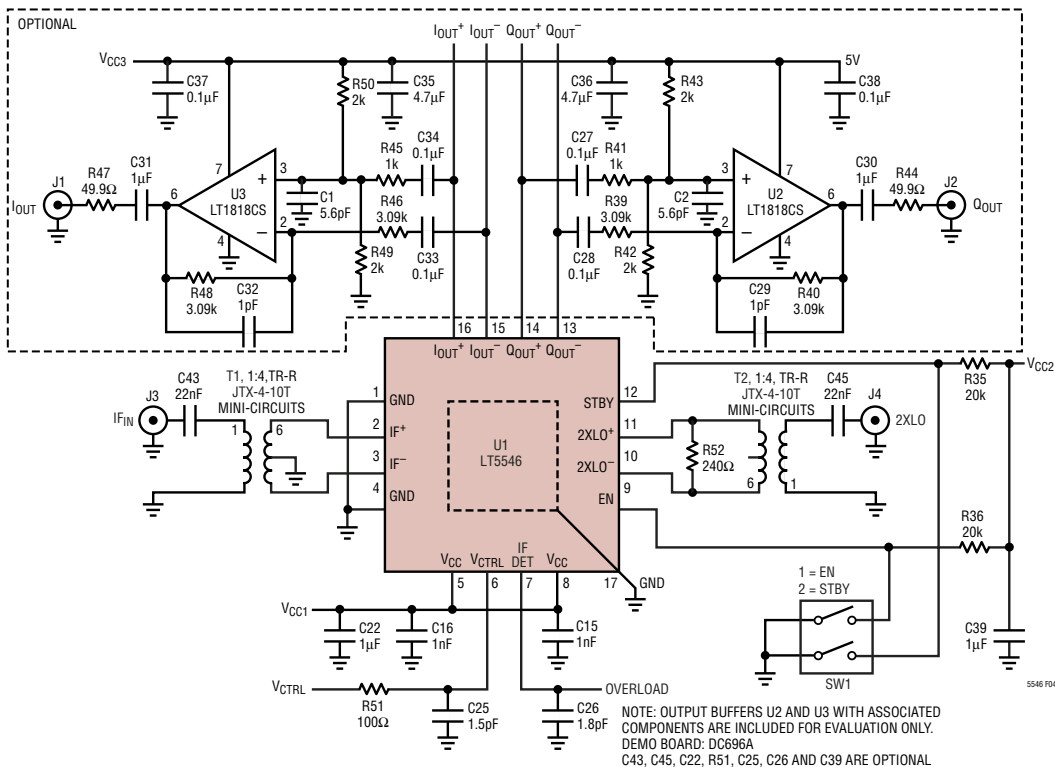 OPTIONAL
IOUT+ IOUT– QOUT+ QOUT–
VCC3
5V
C37
0.1µF
R50
2k
C35
4.7µF
C36
4.7µF
R43
2k
C38
0.1µF
J1
IOUT
R47
49.9Ω
C31
1µF
6
7
U3
LT1818CS
4
3
+
2
–
C1
5.6pF
R45
1k
C34
0.1µF
R46
3.09k
C33
0.1µF
R49
2k
R48
3.09k
C32
1pF
C27
0.1µF
R41
1k
R39
3.09k
C28
0.1µF
R42
2k
C2
5.6pF
3
+
2
–
7
U2
LT1818CS
4
6
C30
1µF
R44
49.9Ω
J2
QOUT
C29
1pF
R40
3.09k
16 15 14 13
IOUT+ IOUT– QOUT+ QOUT–
J3
IFIN
C43
22nF
T1, 1:4,TR-R
JTX-4-10T
MINI-CIRCUITS
1
6
1
GND
2
IF+
3
IF–
4
GND
U1
LT5546
12
STBY
11
2XLO+
10
2XLO–
9
EN
R52
240Ω
T2, 1:4, TR-R
JTX-4-10T
MINI-CIRCUITS
6
1
C45
22nF
J4
2XLO
R35
20k
VCC2
R36
20k
VCC VCTRL IF
DET VCC
5 6 7 8 17
GND
VCC1
C22
1µF
C16
1nF
C15
1nF
1 = EN
2 = STBY
SW1
C39
1µF
VCTRL
R51
100Ω
C25
1.5pF
OVERLOAD
C26
1.8pF
5546 F04
NOTE: OUTPUT BUFFERS U2 AND U3 WITH ASSOCIATED
COMPONENTS ARE INCLUDED FOR EVALUATION ONLY.
DEMO BOARD: DC696A
C43, C45, C22, R51, C25, C26 AND C39 ARE OPTIONAL